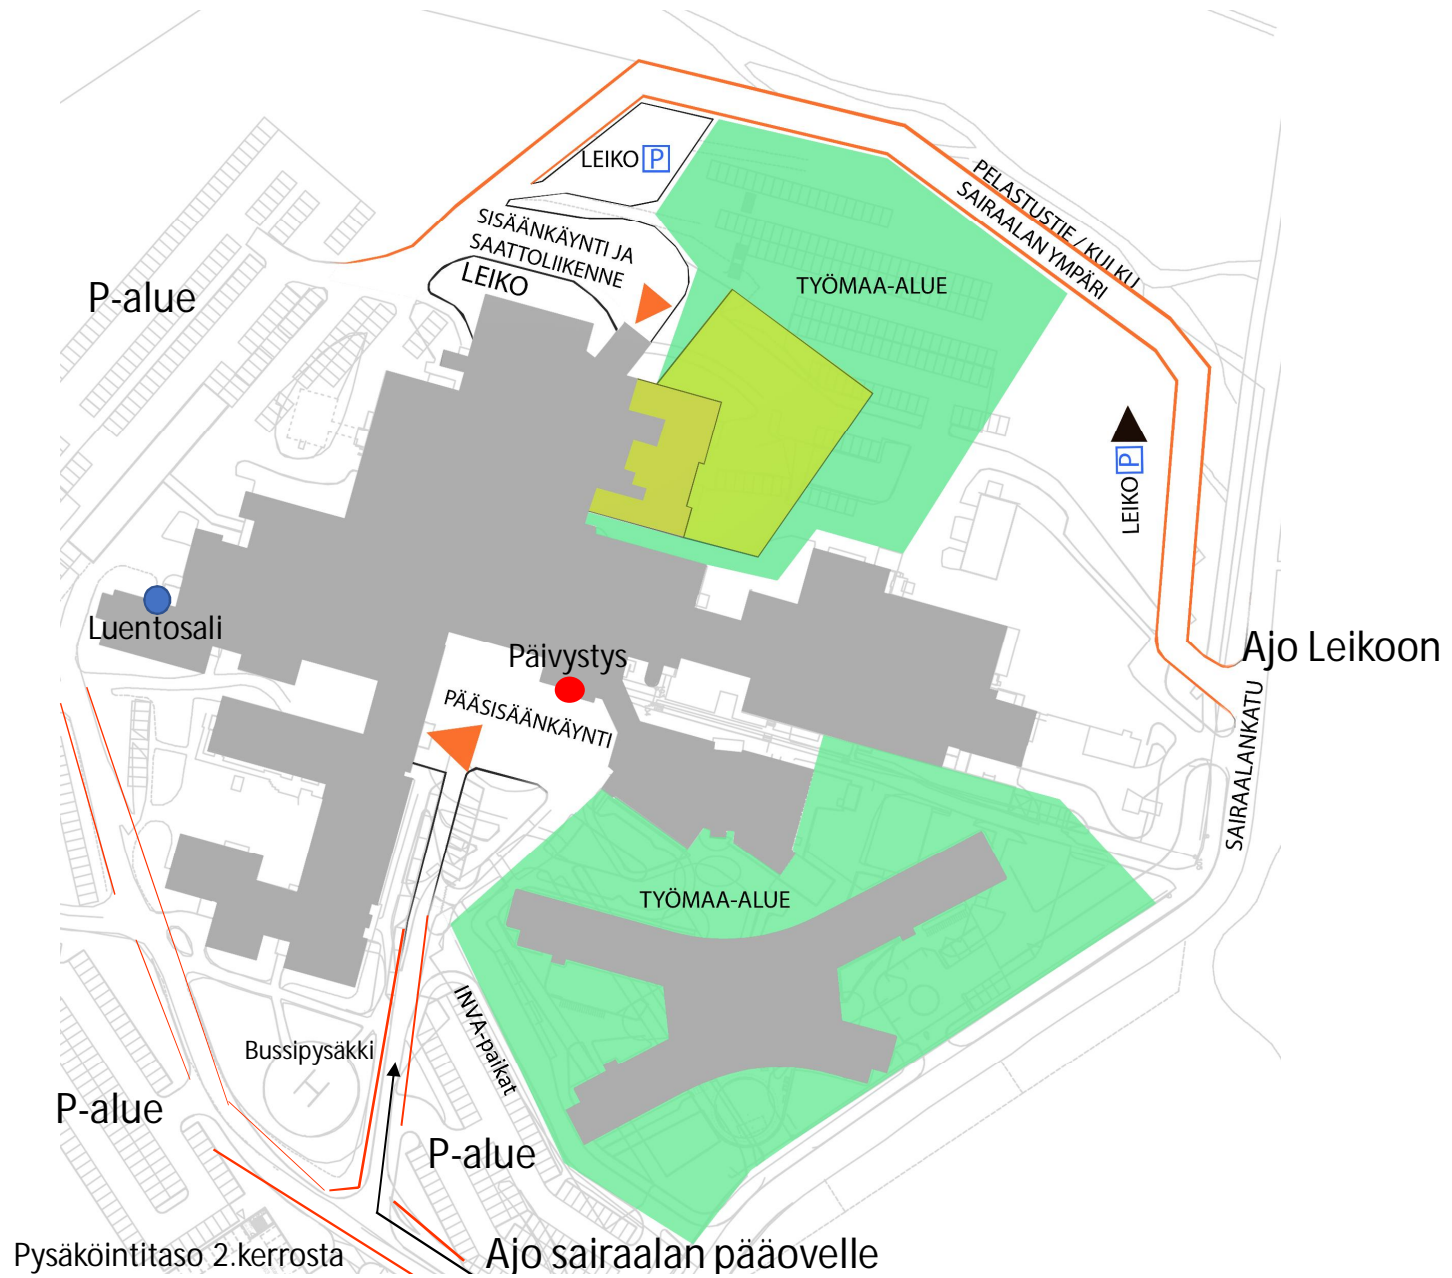 LEIKO P
PELASTUSTIE / KULKU
SAIRAALAN YMPÄRI
SISÄÄNKÄYNTI JA
SAATTOLIIKENNE
LEIKO
TYÖMAA-ALUE
P-alue
LEIKO P
Luentosali
Päivystys
Ajo Leikoon
PÄÄSISÄÄNKÄYNTI
SAIRAALANKATU
TYÖMAA-ALUE
INVA-paikat
Bussipysäkki
H
P-alue
P-alue
Pysäköintitaso 2.kerrosta
Ajo sairaalan pääovelle